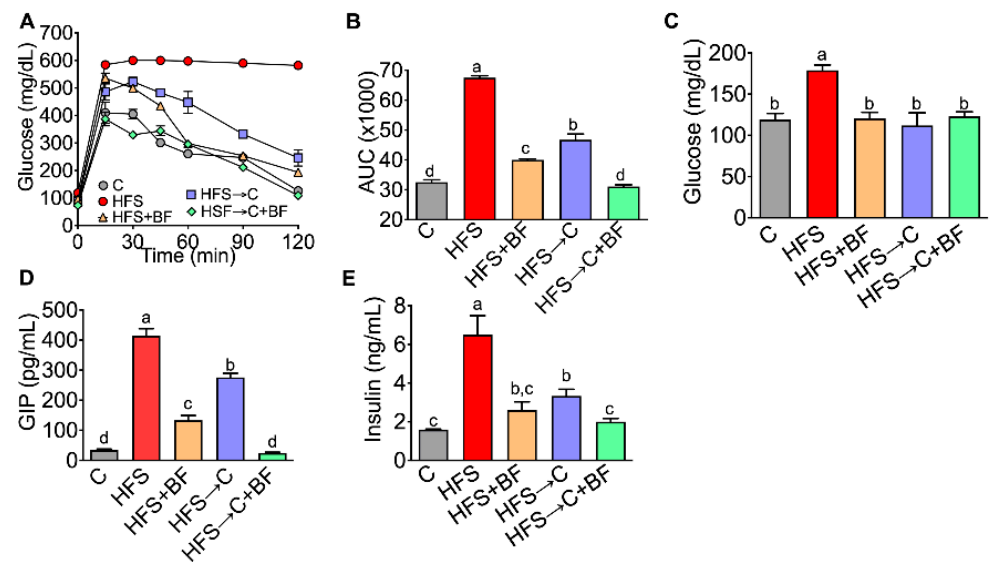 A
Glucose (mg/dL)
700
600
500
400
300
200
100
0
0
30
60
90
120
Time (min)
C
HFS
HFS+BF
HFS→C
HSF→C+BF
B
AUC (x1000)
70
60
50
40
30
20
d
a
c
b
d
C
HFS
HFS+BF
HFS→C
HFS→C+BF
C
Glucose (mg/dL)
200
150
100
50
0
b
a
b
b
b
C
HFS
HFS+BF
HFS→C
HFS→C+BF
D
GIP (pg/mL)
500
400
300
200
100
0
d
a
c
b
d
C
HFS
HFS+BF
HFS→C
HFS→C+BF
E
Insulin (ng/mL)
8
6
4
2
0
c
a
b,c
b
c
C
HFS
HFS+BF
HFS→C
HFS→C+BF